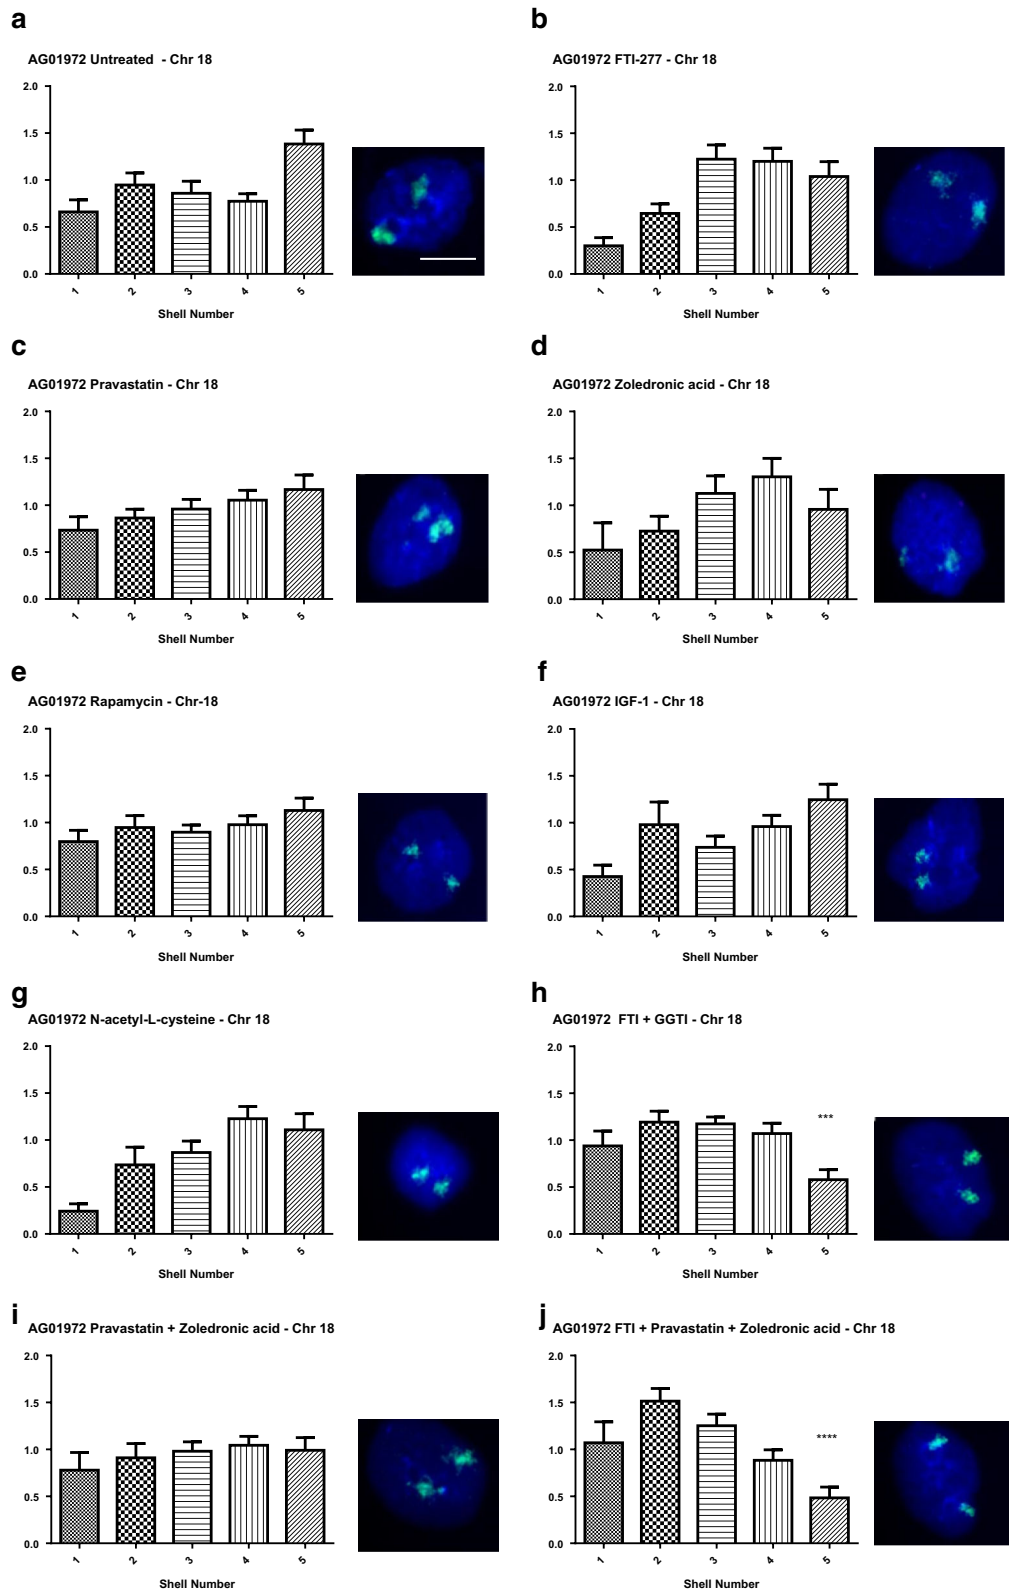 a
AG01972 Untreated - Chr 18
2.0
1.5
1.0
0.5
0.0
1 2 3 4 5
Shell Number
b
AG01972 FTI-277 - Chr 18
2.0
1.5
1.0
0.5
0.0
1 2 3 4 5
Shell Number
c
AG01972 Pravastatin - Chr 18
2.0
1.5
1.0
0.5
0.0
1 2 3 4 5
Shell Number
d
AG01972 Zoledronic acid - Chr 18
2.0
1.5
1.0
0.5
0.0
1 2 3 4 5
Shell Number
e
AG01972 Rapamycin - Chr-18
2.0
1.5
1.0
0.5
0.0
1 2 3 4 5
Shell Number
f
AG01972 IGF-1 - Chr 18
2.0
1.5
1.0
0.5
0.0
1 2 3 4 5
Shell Number
g
AG01972 N-acetyl-L-cysteine - Chr 18
2.0
1.5
1.0
0.5
0.0
1 2 3 4 5
Shell Number
h
AG01972 FTI + GGTI - Chr 18
2.0
1.5
1.0
0.5
0.0
***
1 2 3 4 5
Shell Number
i
AG01972 Pravastatin + Zoledronic acid - Chr 18
2.0
1.5
1.0
0.5
0.0
1 2 3 4 5
Shell Number
j
AG01972 FTI + Pravastatin + Zoledronic acid - Chr 18
2.0
1.5
1.0
0.5
0.0
****
1 2 3 4 5
Shell Number